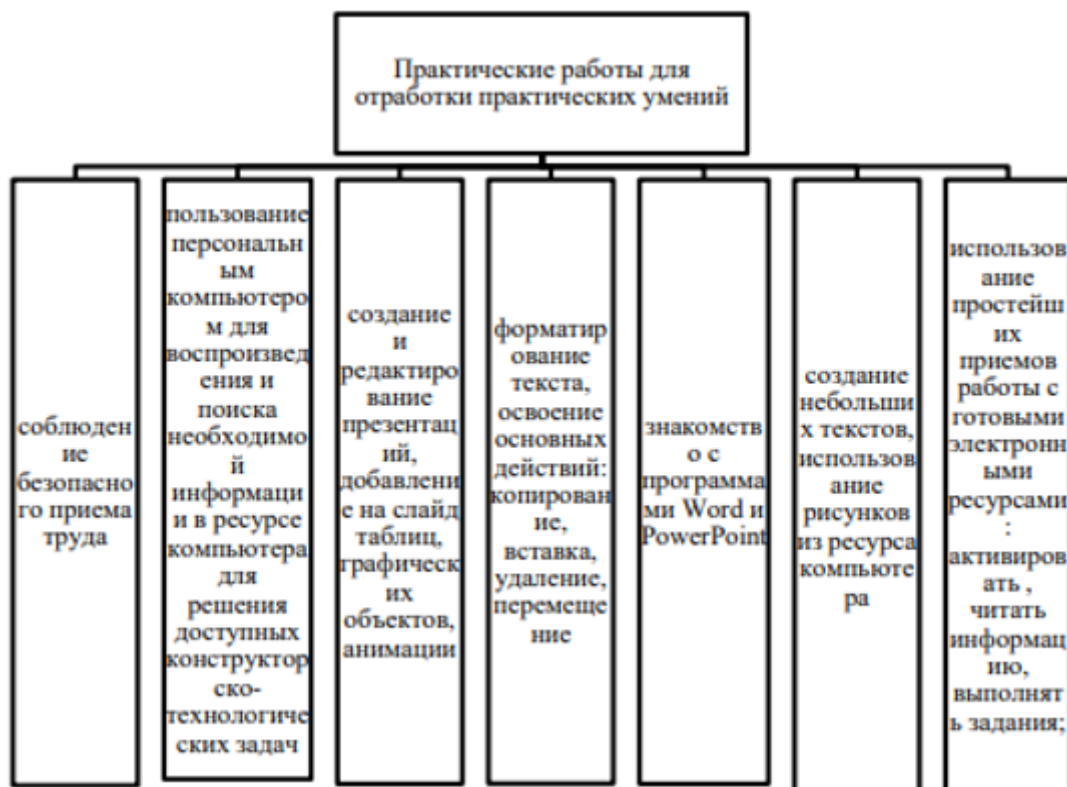 Практические работы для
отработки практических умений
соблюден
ие
безопасно
го приема
труда
пользование
персональн
ым
компьютеро
м для
воспроизвед
ения и
поиска
необходимо
й
информаци
и в ресурсе
компьютера
для
решения
доступных
конструктор
ско-
технологиче
ских задач
создание
и
редактиро
вание
презентац
ий,
добавлени
е на слайд
таблиц,
графическ
их
объектов,
анимации
форматир
ование
текста,
освоение
основных
действий:
копирован
ие,
вставка,
удаление,
перемеще
ние
знакомств
о с
программа
ми Word и
PowerPoint
создание
небольши
х текстов,
использов
ание
рисунков
из ресурса
компьюте
ра
использов
ание
простейш
их
приемов
работы с
готовыми
электронн
ыми
ресурсами
:
активиров
ать ,
читать
информац
ию,
выполнят
ь задания;